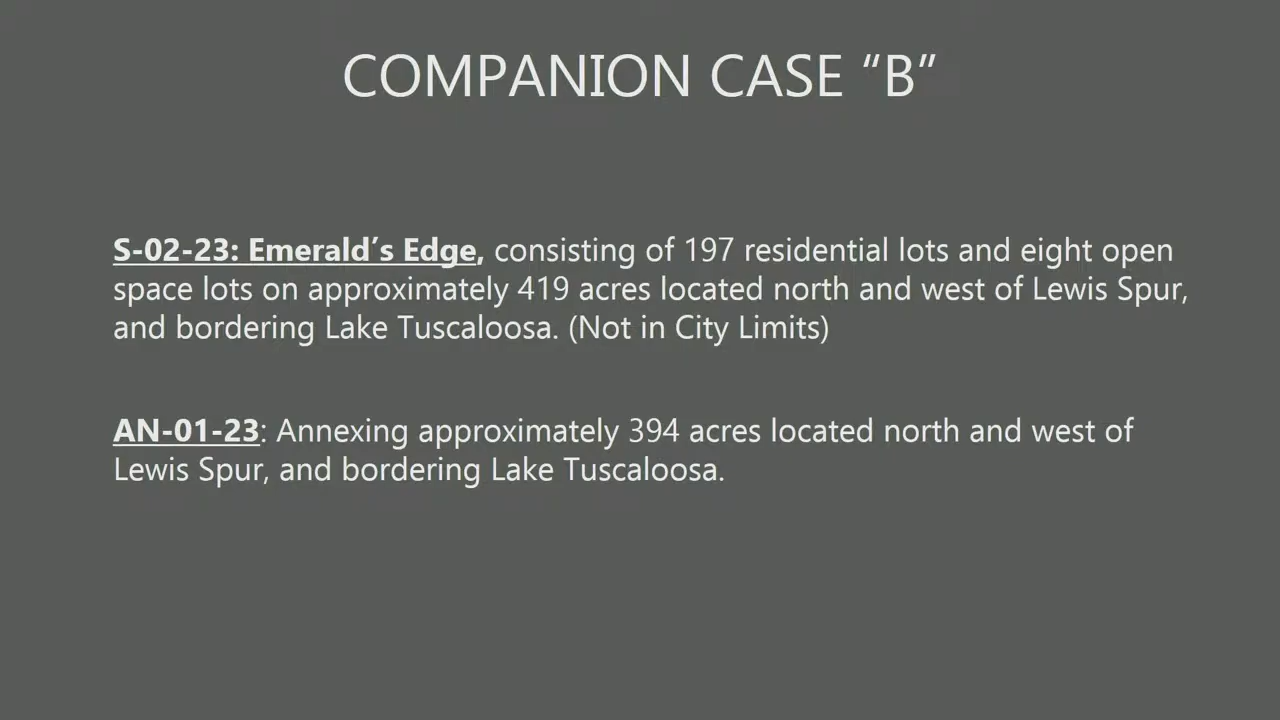 COMPANION CASE “B”
S-02-23: Emerald’s Edge, consisting of 197 residential lots and eight open
space lots on approximately 419 acres located north and west of Lewis Spur,
and bordering Lake Tuscaloosa. (Not in City Limits)
AN-01-23: Annexing approximately 394 acres located north and west of
Lewis Spur, and bordering Lake Tuscaloosa.